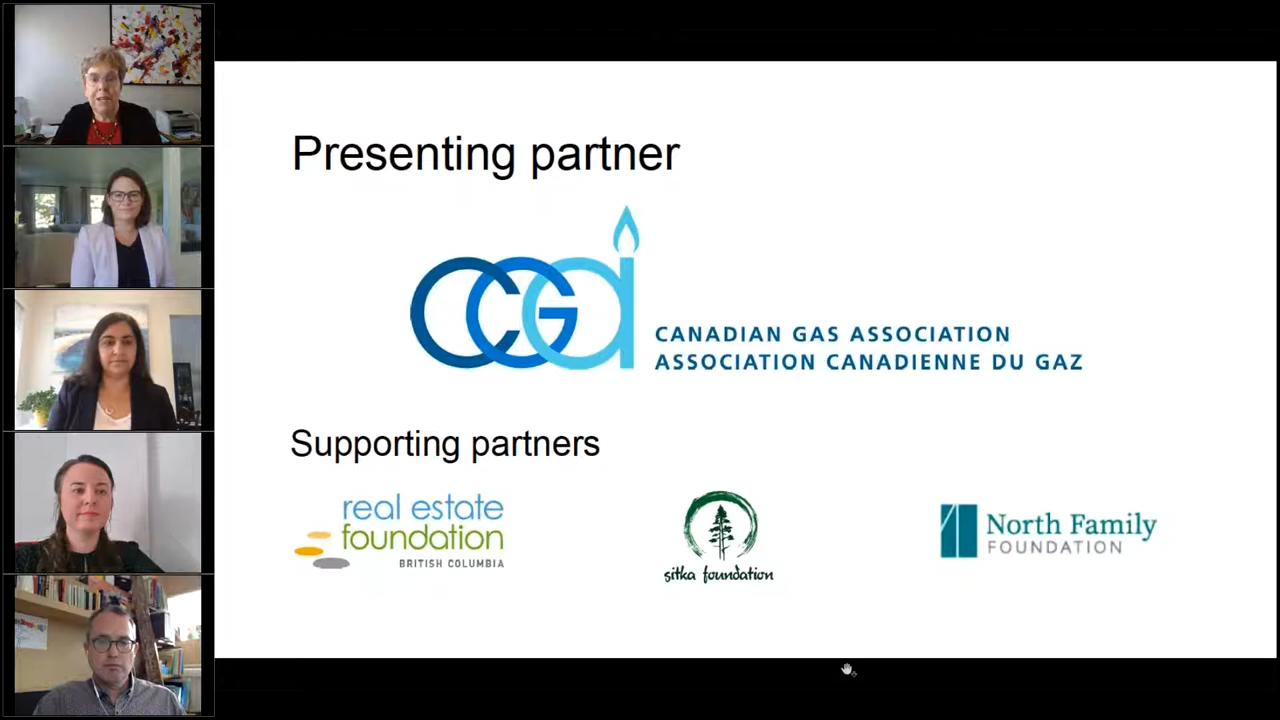 Presenting partner
CGa
CANADIAN GAS ASSOCIATION
ASSOCIATION CANADIENNE DU GAZ
Supporting partners
real estate
foundation
BRITISH COLUMBIA
sitka foundation
North Family
FOUNDATION